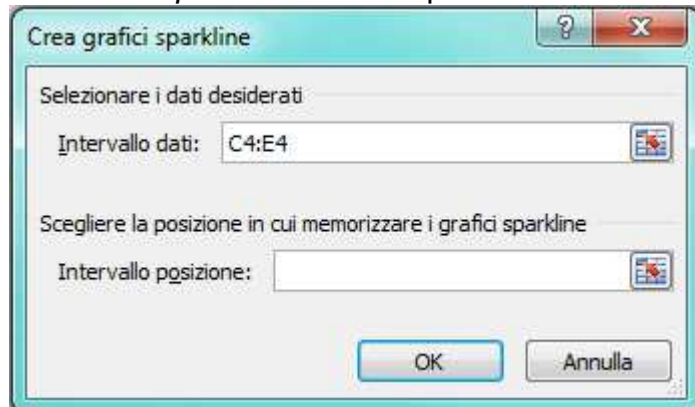 Crea grafici sparkline
Selezionare i dati desiderati
Intervallo dati: C4:E4
Scegliere la posizione in cui memorizzare i grafici sparkline
Intervallo posizione:
OK Annulla